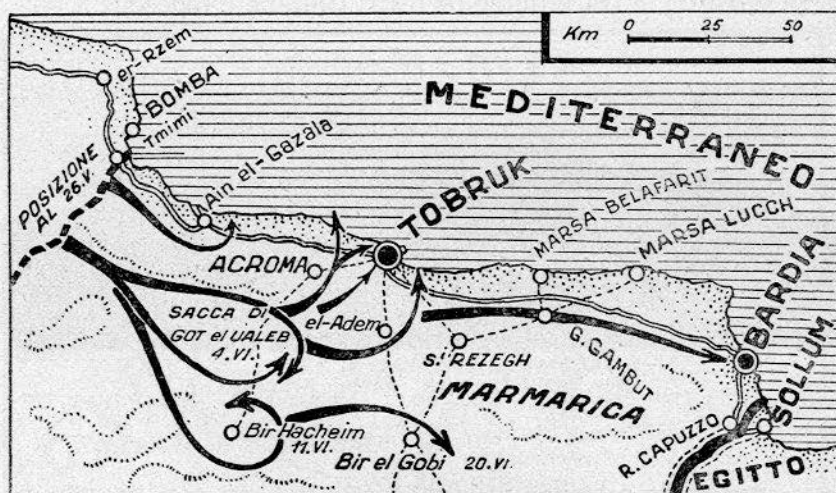 Km 0 25 50
MEDITERRANEO
er-Rzem
BOMBA
Tmimi
Ain el-Gazala
POSIZIONE
AL 26.V.
TOBRUK
MARSA-BELAFARIT
MARSA LUCCH
ACROMA
SACCA DI
GOT el UALEB
4.VI.
el-Adem
S. REZEGH
G. GAMBUT
BARDIA
SOLLUM
MARMARICA
Bir Hacheim
11.VI.
Bir el Gobi 20.VI.
R. CAPUZZO
EGITTO